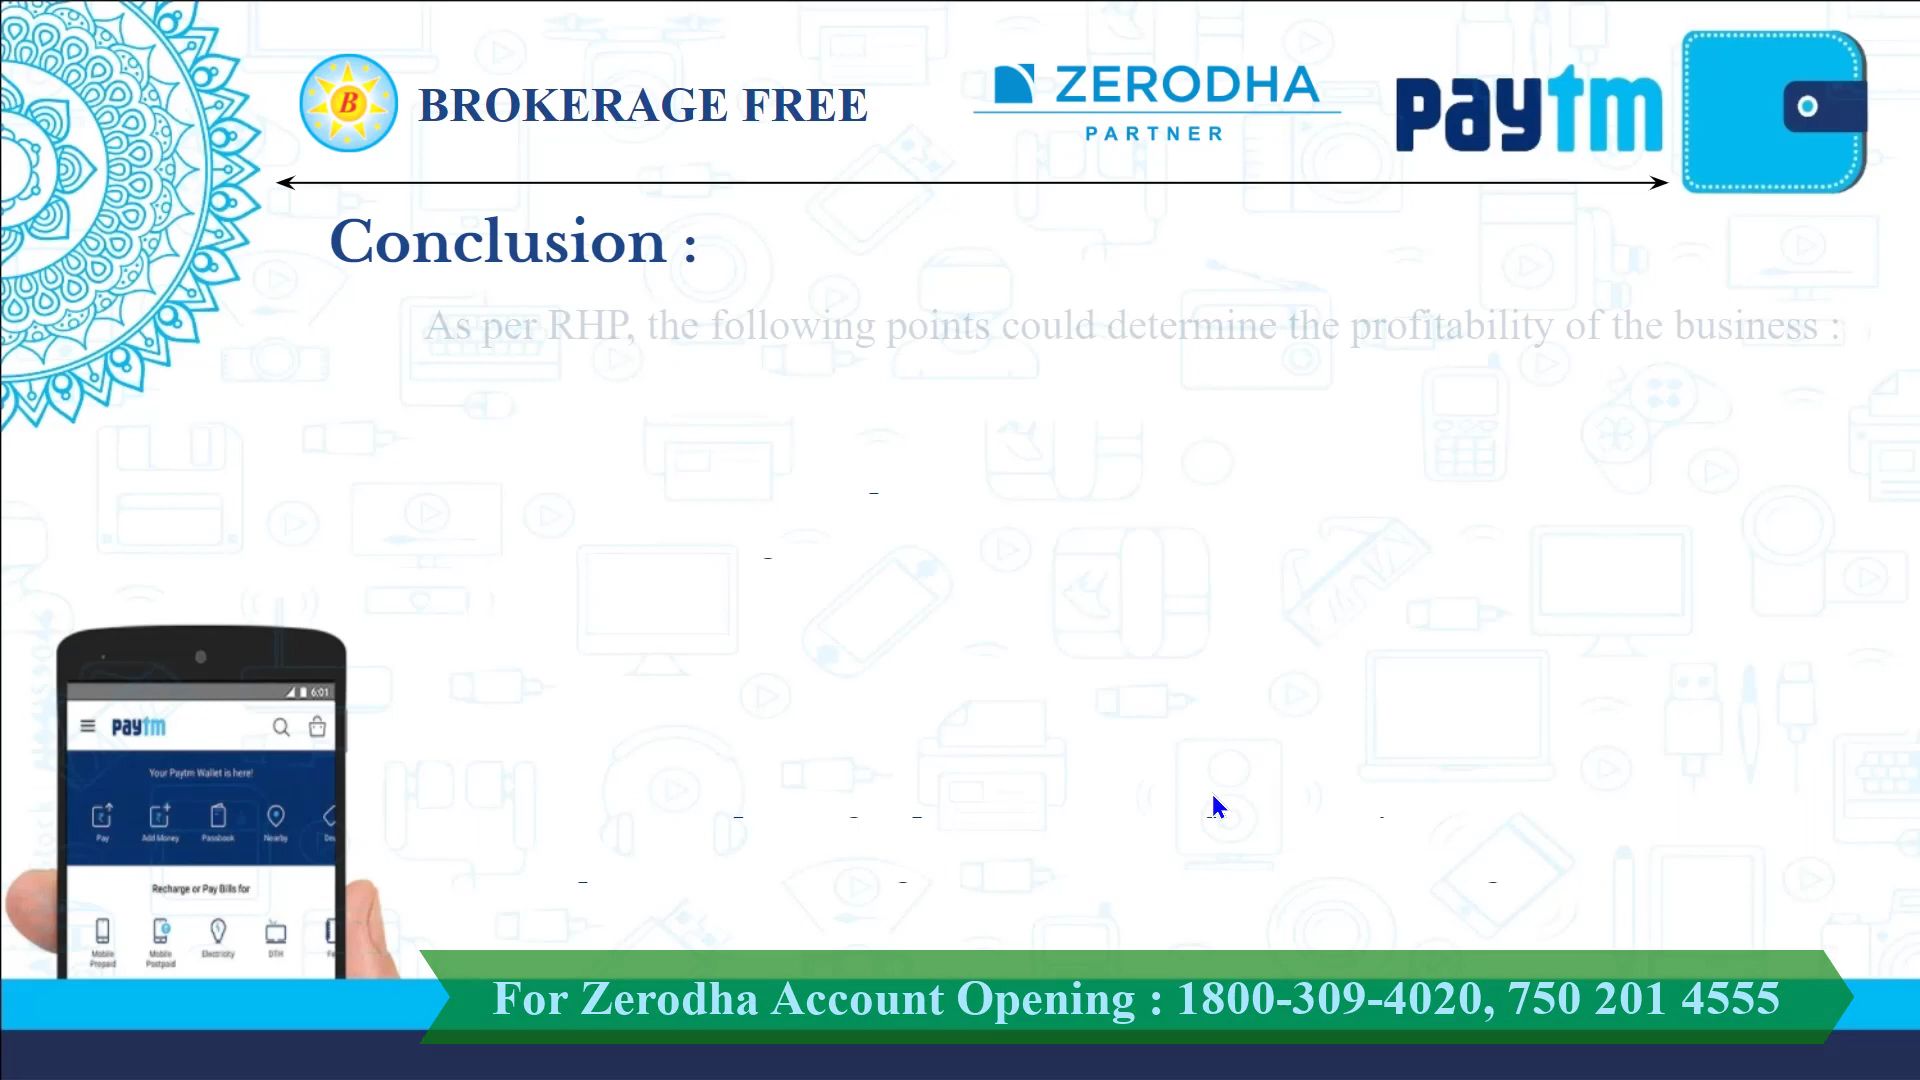 B BROKERAGE FREE
ZERODHA
PARTNER
paytm
Conclusion :
As per RHP, the following points could determine the profitability of the business :
6:01
paytm
Your Paytm Wallet is here!
Pay Add Money Passbook Nearby
Recharge or Pay Bills for
Mobile Prepaid Mobile Postpaid Electricity DTH
For Zerodha Account Opening : 1800-309-4020, 750 201 4555